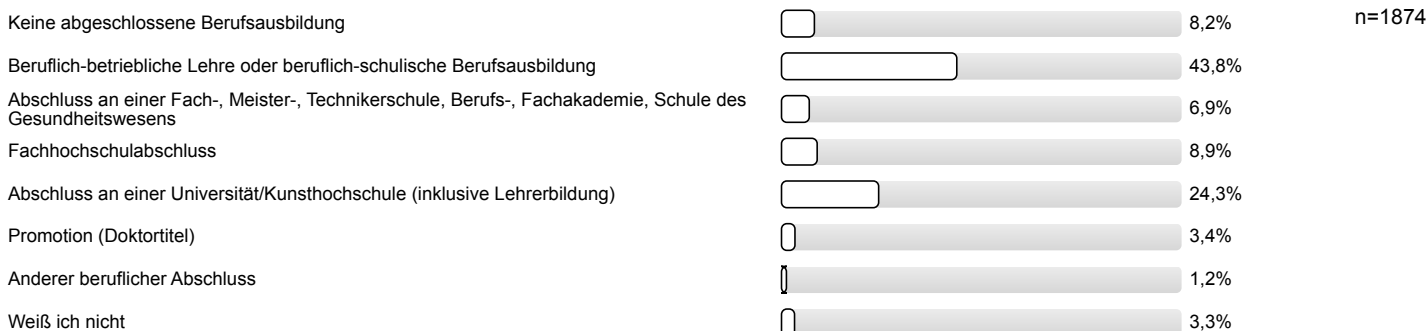 Keine abgeschlossene Berufsausbildung 8,2% n=1874
Beruflich-betriebliche Lehre oder beruflich-schulische Berufsausbildung 43,8%
Abschluss an einer Fach-, Meister-, Technikerschule, Berufs-, Fachakademie, Schule des
Gesundheitswesens 6,9%
Fachhochschulabschluss 8,9%
Abschluss an einer Universität/Kunsthochschule (inklusive Lehrerbildung) 24,3%
Promotion (Doktortitel) 3,4%
Anderer beruflicher Abschluss 1,2%
Weiß ich nicht 3,3%